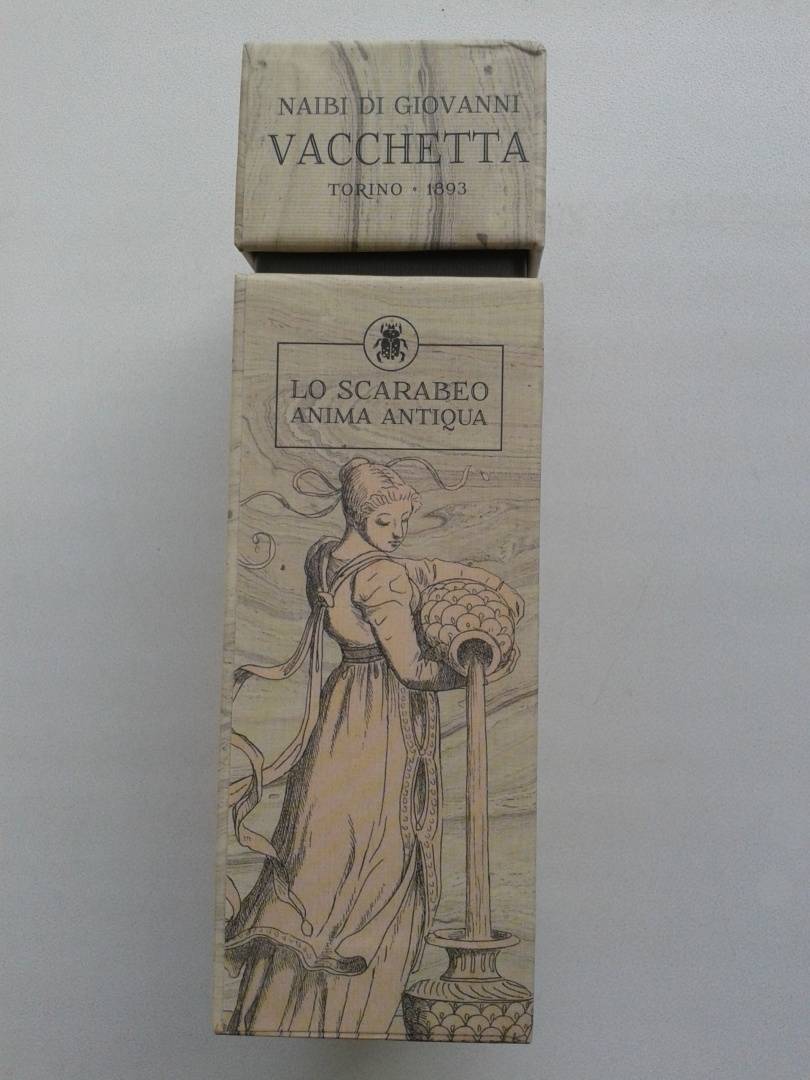 NAIBI DI GIOVANNI
VACCHETTA
TORINO • 1893
LO SCARABEO
ANIMA ANTIQUA